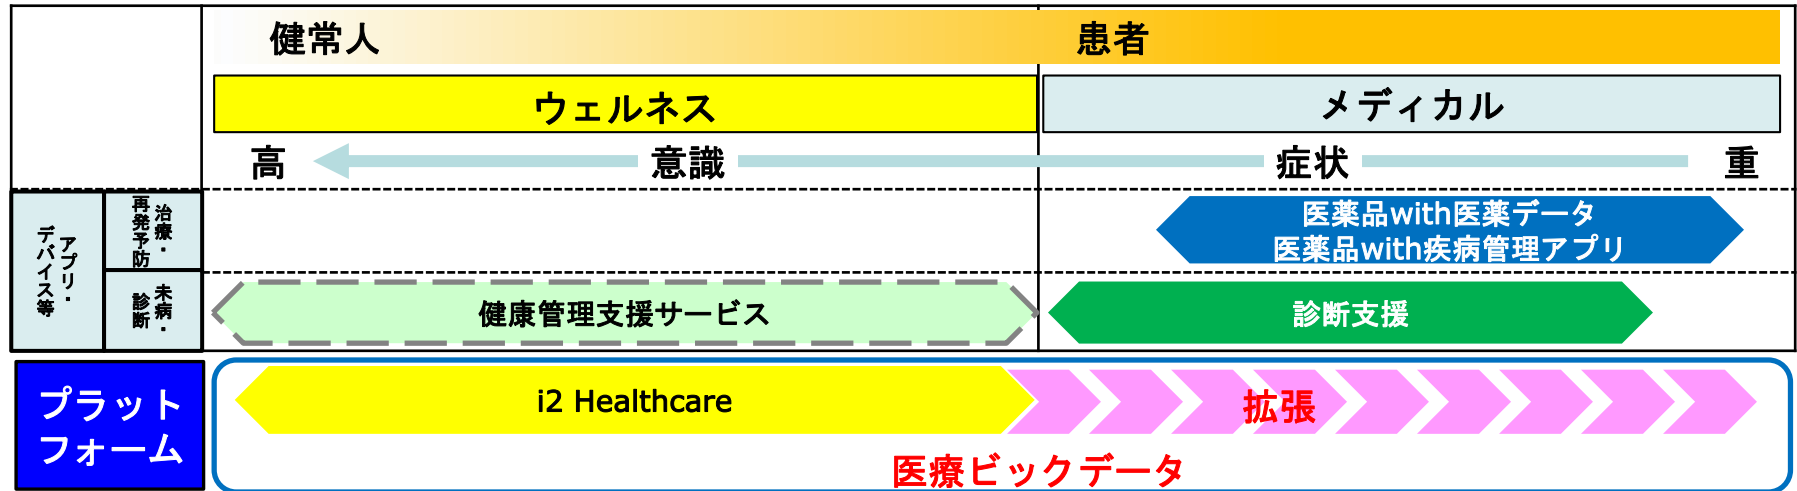 健常人
患者
ウェルネス
メディカル
高
意識
症状
重
アプリ・
デバイス等
治療・
再発予防
医薬品with医薬データ
医薬品with疾病管理アプリ
未病・
診断
健康管理支援サービス
診断支援
プラット
フォーム
i2 Healthcare
拡張
医療ビックデータ